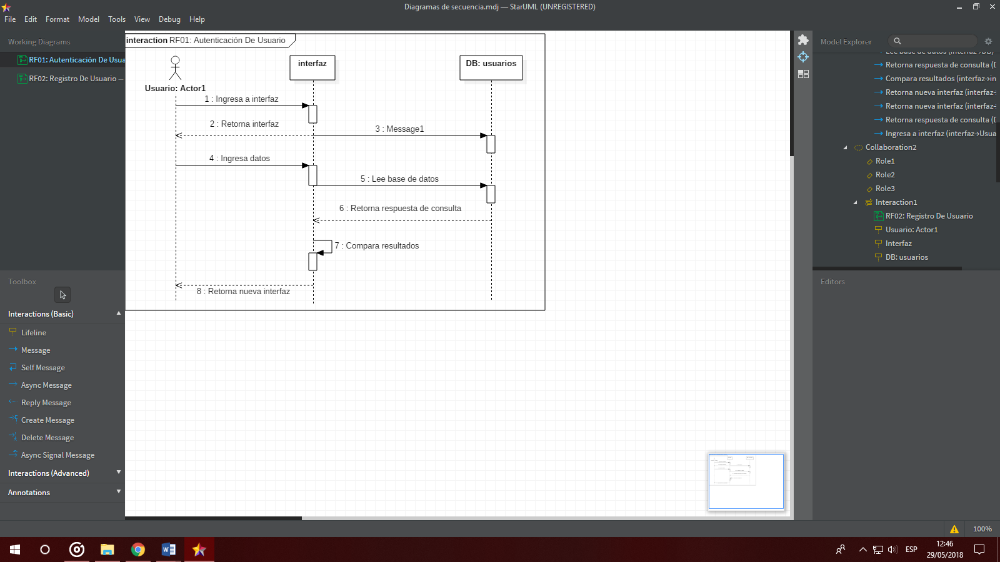 Diagramas de secuencia.mdj — StarUML (UNREGISTERED)
File Edit Format Model Tools View Debug Help
Working Diagrams
RF01: Autenticación De Usua
RF02: Registro De Usuario —
interaction RF01: Autenticación De Usuario
interfaz
DB: usuarios
Usuario: Actor1
1 : Ingresa a interfaz
2 : Retorna interfaz
3 : Message1
4 : Ingresa datos
5 : Lee base de datos
6 : Retorna respuesta de consulta
7 : Compara resultados
8 : Retorna nueva interfaz
Toolbox
Interactions (Basic)
Lifeline
Message
Self Message
Async Message
Reply Message
Create Message
Delete Message
Async Signal Message
Interactions (Advanced)
Annotations
Model Explorer
Lee base de datos (interfaz→DB)
Retorna respuesta de consulta (D
Compara resultados (interfaz→in
Retorna nueva interfaz (interfaz→
Retorna nueva interfaz (interfaz→
Retorna respuesta de consulta (D
Ingresa a interfaz (interfaz→Usua
Collaboration2
Role1
Role2
Role3
Interaction1
RF02: Registro De Usuario
Usuario: Actor1
Interfaz
DB: usuarios
Editors
100%
ESP
12:46
29/05/2018